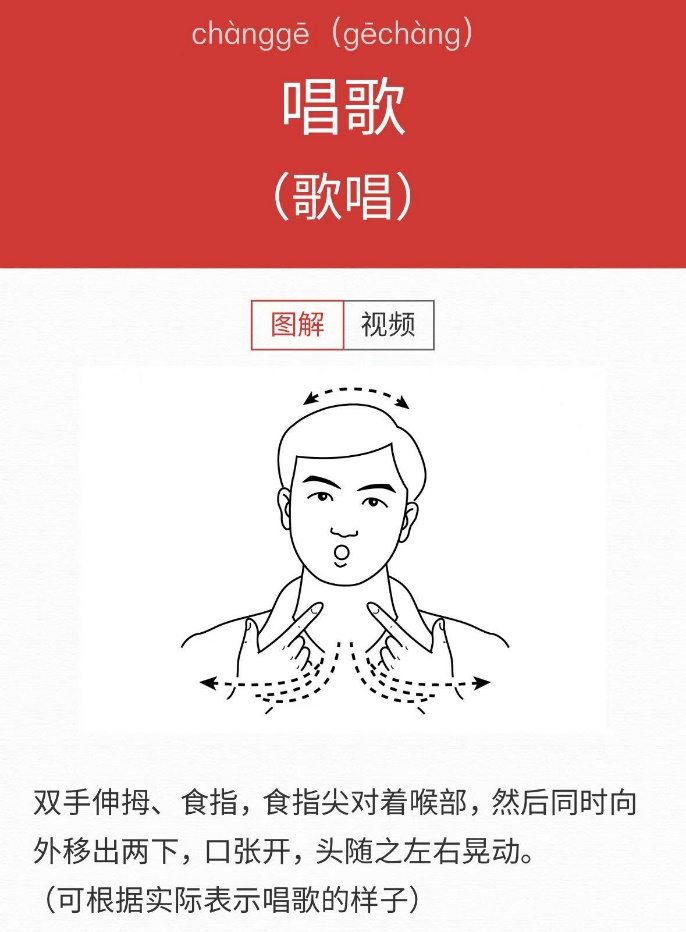 chànggē（gēchàng）
唱歌
（歌唱）
图解 视频
双手伸拇、食指，食指尖对着喉部，然后同时向
外移出两下，口张开，头随之左右晃动。
（可根据实际表示唱歌的样子）